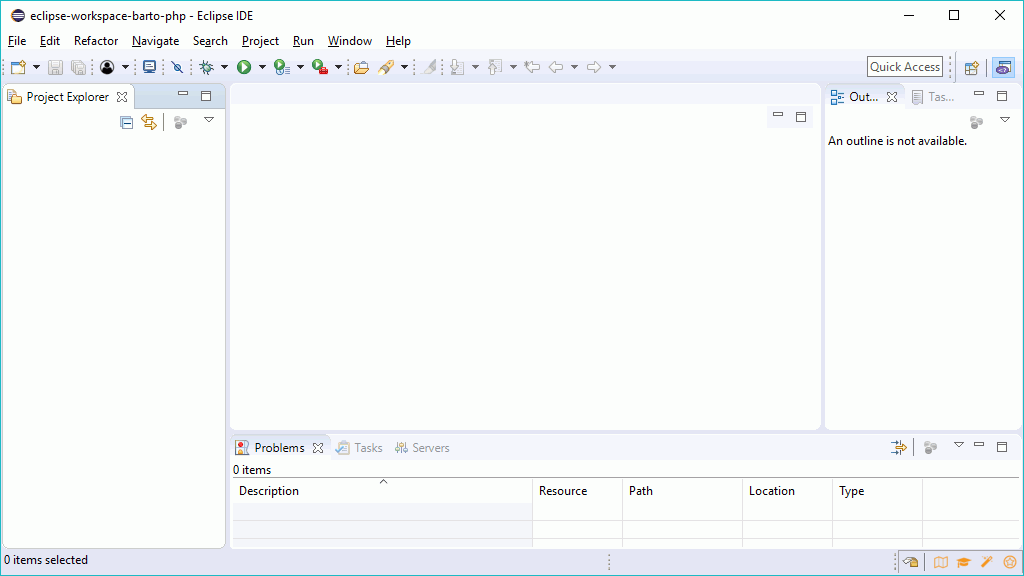 eclipse-workspace-barto-php - Eclipse IDE
File Edit Refactor Navigate Search Project Run Window Help
Quick Access
Project Explorer
Out... Tas...
An outline is not available.
Problems Tasks Servers
0 items
Description Resource Path Location Type
0 items selected